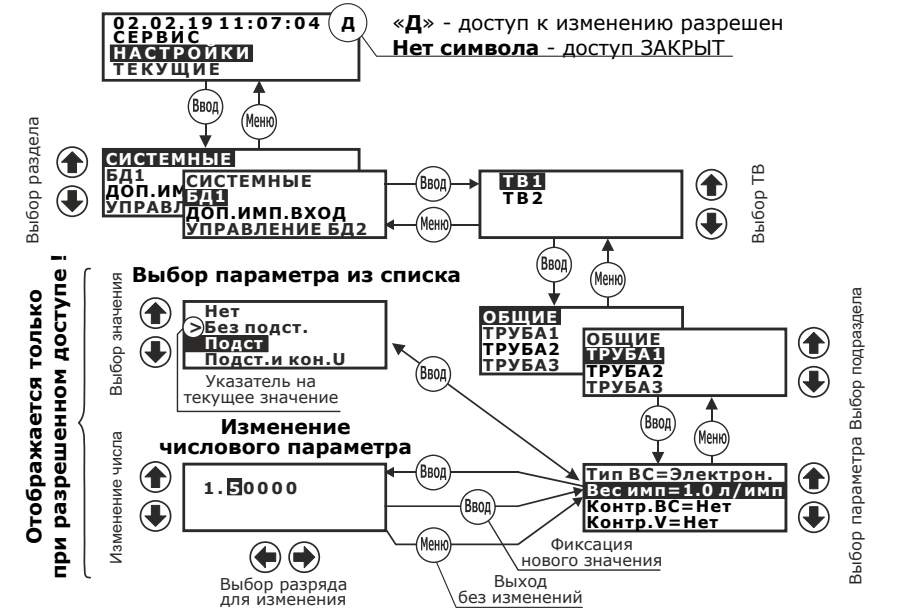 02.02.19 11:07:04
Д
СЕРВИС
НАСТРОЙКИ
ТЕКУЩИЕ
«Д» - доступ к изменению разрешен
Нет символа - доступ ЗАКРЫТ
Ввод
Меню
Выбор раздела
СИСТЕМНЫЕ
БД1
ДОП.ИМ
УПРАВЛ
СИСТЕМНЫЕ
БД1
ДОП.ИМП.ВХОД
УПРАВЛЕНИЕ БД2
Ввод
Меню
ТВ1
ТВ2
Выбор ТВ
Ввод
Меню
Отображается только
при разрешенном доступе !
Выбор параметра из списка
Выбор значения
Нет
>
Без подст.
Подст
Подст.и кон.U
Указатель на
текущее значение
Ввод
ОБЩИЕ
ТРУБА1
ТРУБА2
ТРУБА3
ОБЩИЕ
ТРУБА1
ТРУБА2
ТРУБА3
Выбор подраздела
Ввод
Меню
Изменение
числового параметра
Изменение числа
1.50000
Ввод
Ввод
Меню
Тип ВС=Электрон.
Вес имп=1.0 л/имп
Контр.ВС=Нет
Контр.V=Нет
Выбор параметра
Фиксация
нового значения
Выход
без изменений
Выбор разряда
для изменения